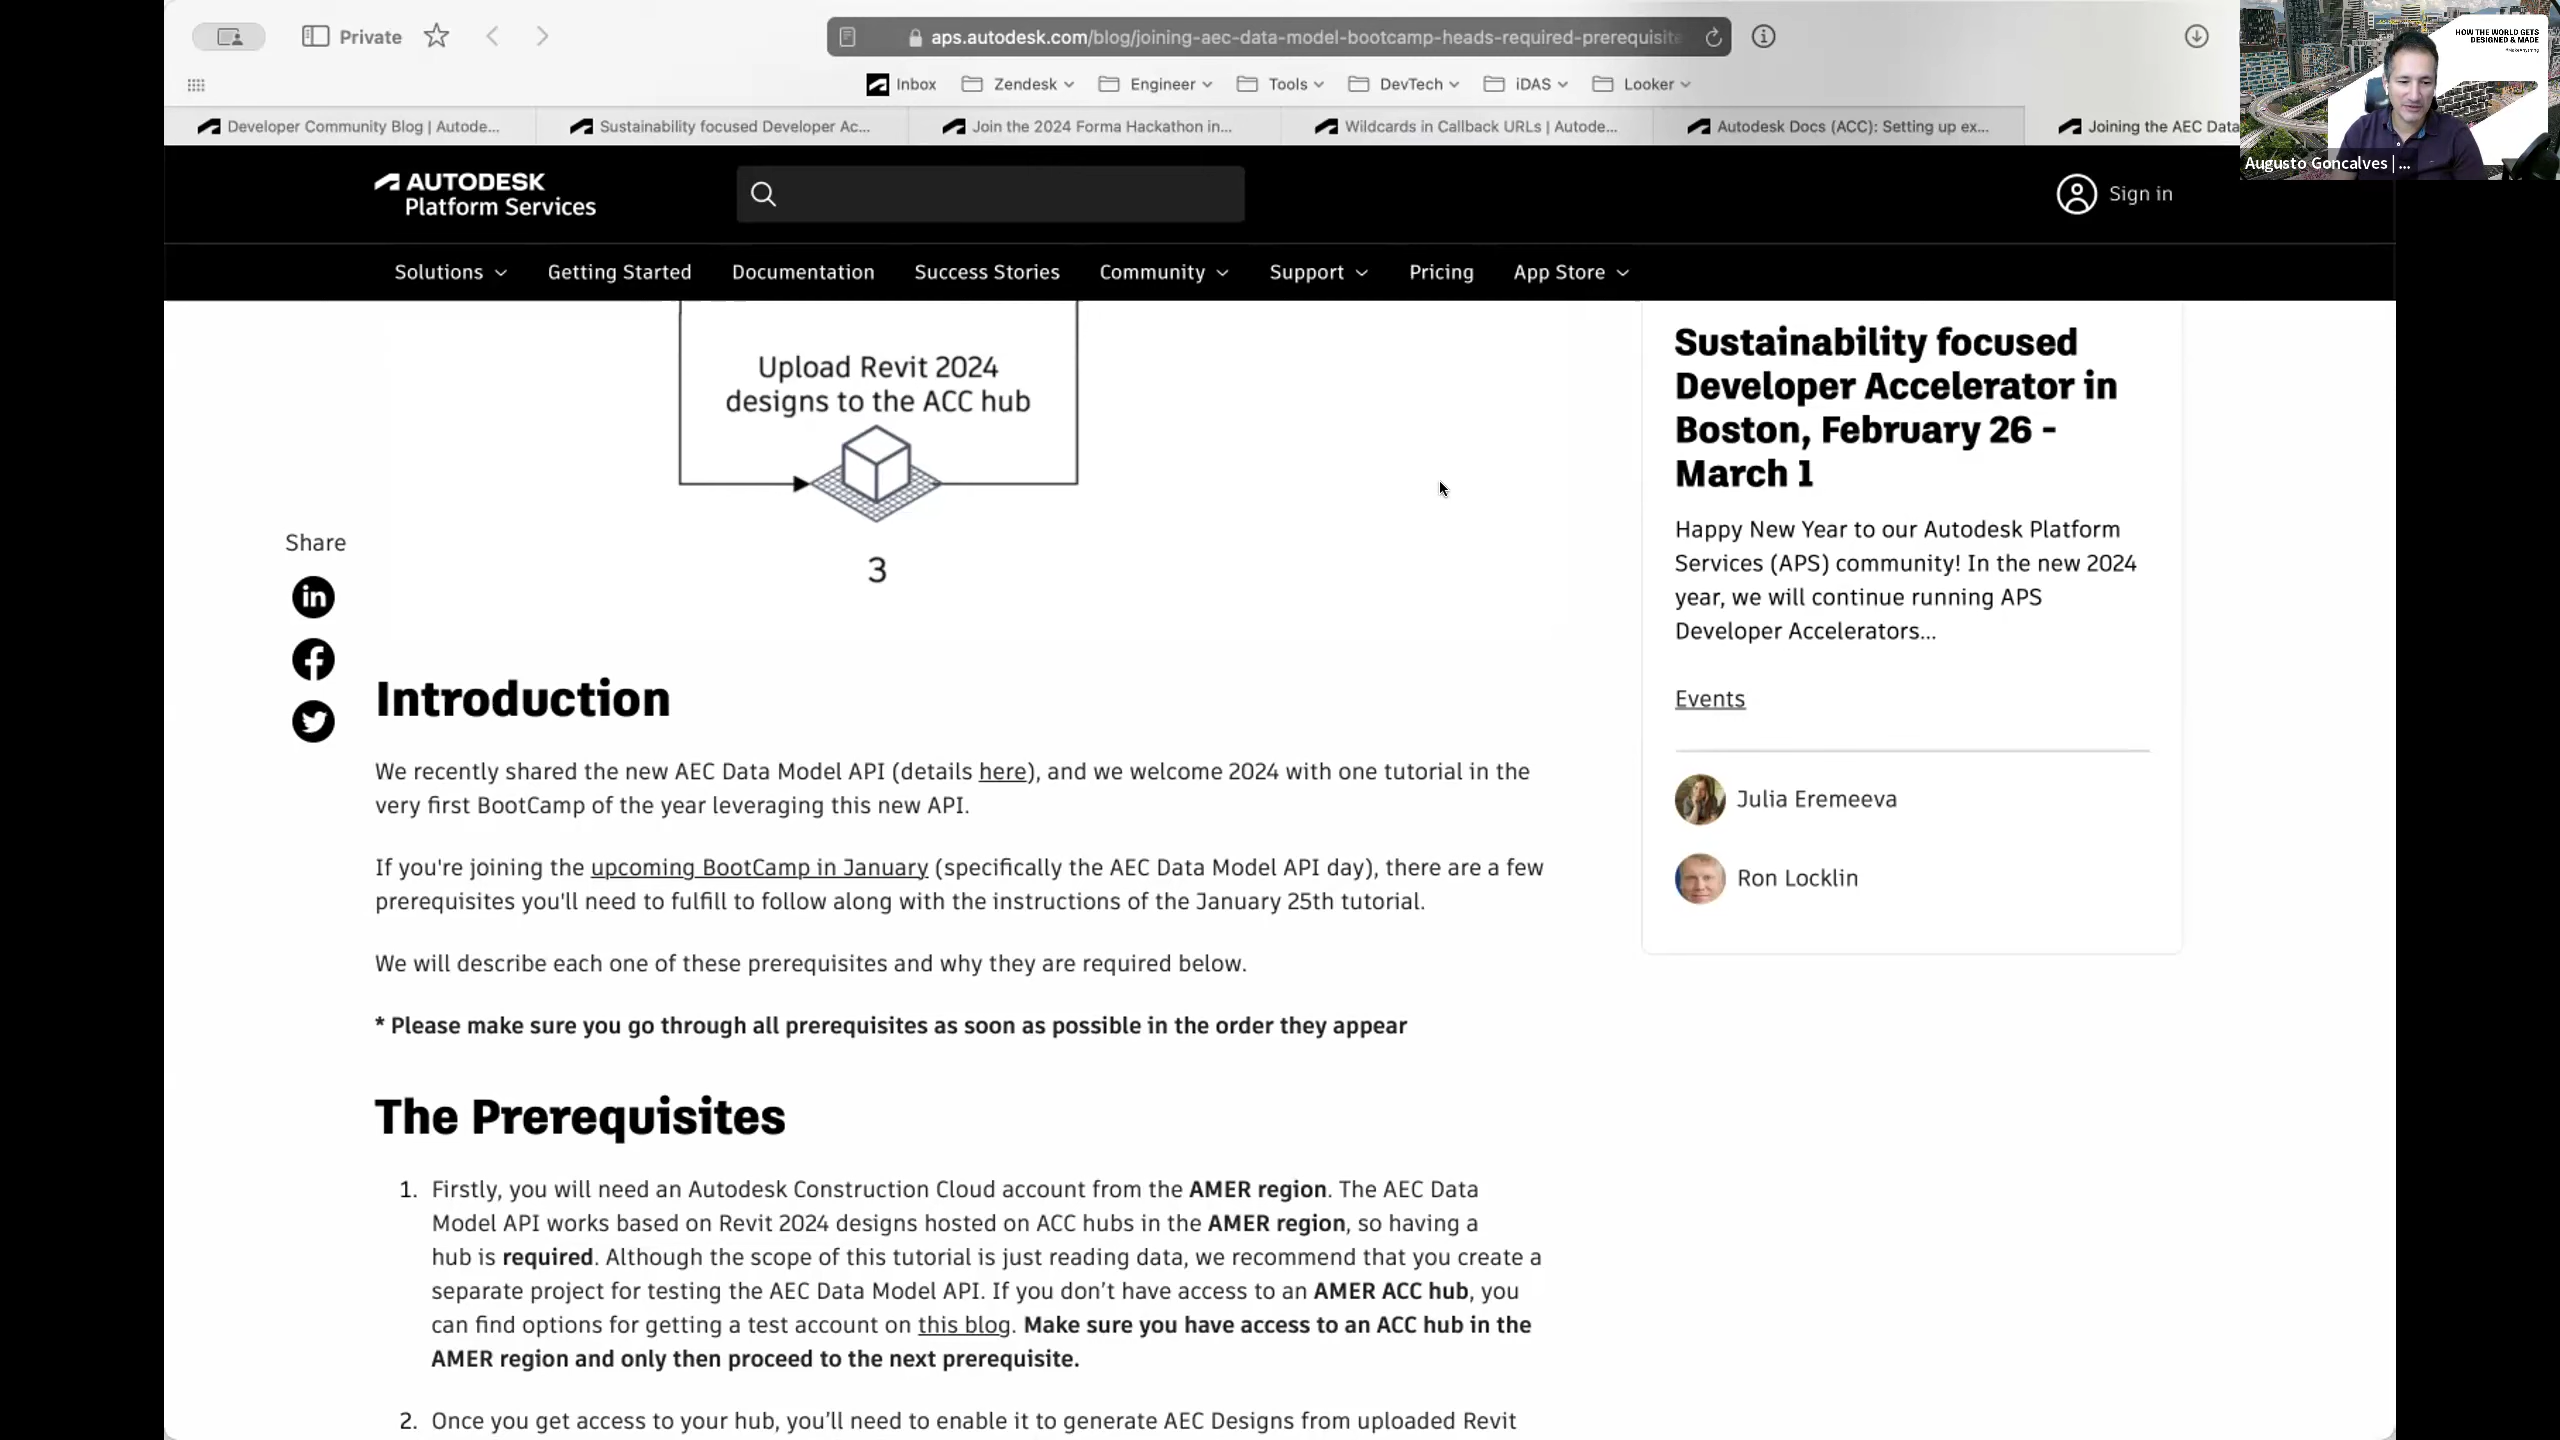 Private
aps.autodesk.com/blog/joining-aec-data-model-bootcamp-heads-required-prerequisite
Inbox
Zendesk
Engineer
Tools
DevTech
iDAS
Looker
Developer Community Blog | Autode...
Sustainability focused Developer Ac...
Join the 2024 Forma Hackathon in...
Wildcards in Callback URLs | Autode...
Autodesk Docs (ACC): Setting up ex...
Joining the AEC Data
HOW THE WORLD GETS
DESIGNED & MADE
Augusto Goncalves | ...
AUTODESK
Platform Services
Sign in
Solutions
Getting Started
Documentation
Success Stories
Community
Support
Pricing
App Store
Upload Revit 2024
designs to the ACC hub
3
Share
in
Introduction
We recently shared the new AEC Data Model API (details here), and we welcome 2024 with one tutorial in the
very first BootCamp of the year leveraging this new API.
If you're joining the upcoming BootCamp in January (specifically the AEC Data Model API day), there are a few
prerequisites you'll need to fulfill to follow along with the instructions of the January 25th tutorial.
We will describe each one of these prerequisites and why they are required below.
* Please make sure you go through all prerequisites as soon as possible in the order they appear
The Prerequisites
1. Firstly, you will need an Autodesk Construction Cloud account from the AMER region. The AEC Data
Model API works based on Revit 2024 designs hosted on ACC hubs in the AMER region, so having a
hub is required. Although the scope of this tutorial is just reading data, we recommend that you create a
separate project for testing the AEC Data Model API. If you don’t have access to an AMER ACC hub, you
can find options for getting a test account on this blog. Make sure you have access to an ACC hub in the
AMER region and only then proceed to the next prerequisite.
2. Once you get access to your hub, you’ll need to enable it to generate AEC Designs from uploaded Revit
Sustainability focused
Developer Accelerator in
Boston, February 26 -
March 1
Happy New Year to our Autodesk Platform
Services (APS) community! In the new 2024
year, we will continue running APS
Developer Accelerators...
Events
Julia Eremeeva
Ron Locklin